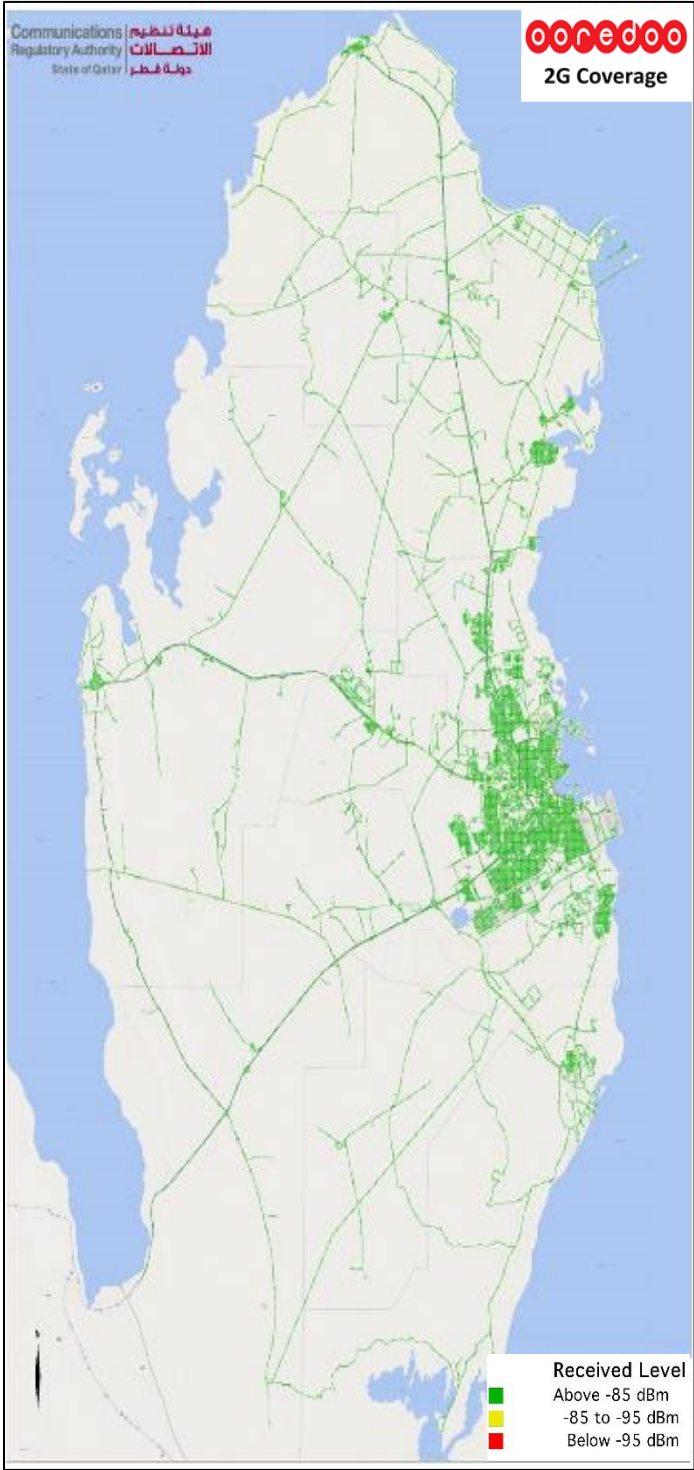 Communications
Regulatory Authority
State of Qatar
هيئة تنظيم
الاتصالات
دولة قطر
ooredoo
2G Coverage
Received Level
Above -85 dBm
-85 to -95 dBm
Below -95 dBm